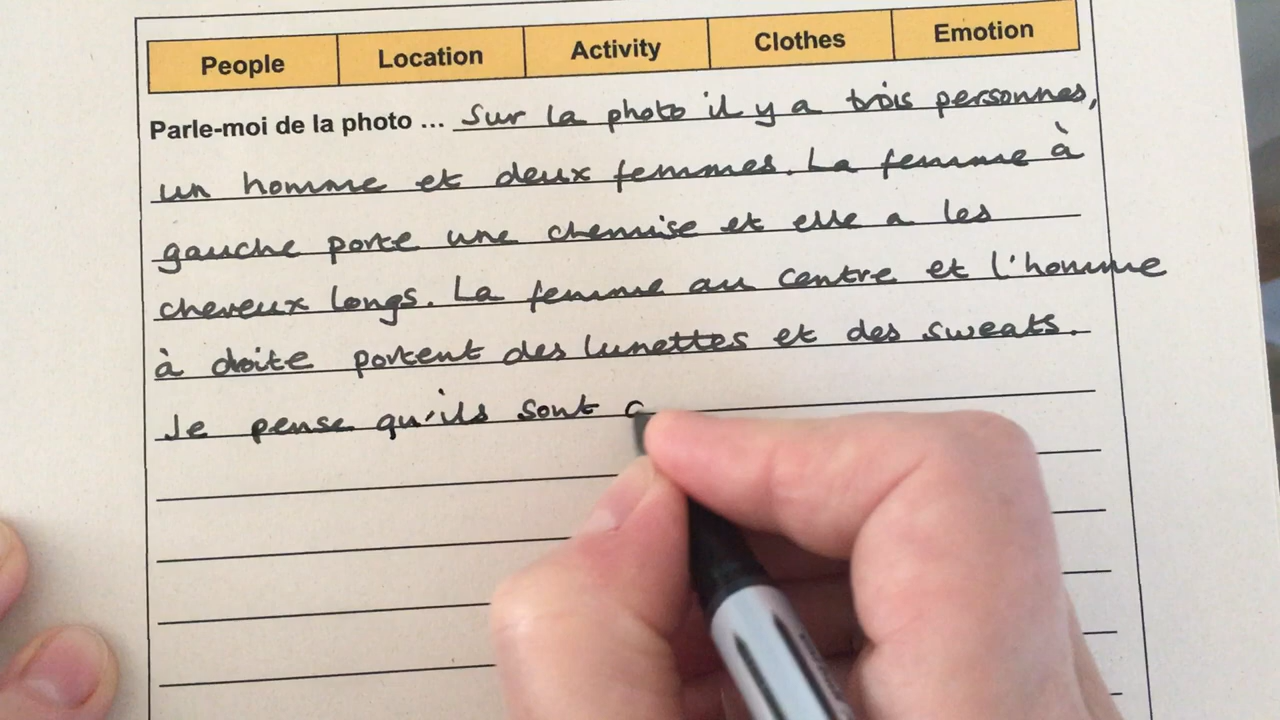 People Location Activity Clothes Emotion
Parle-moi de la photo ... Sur la photo il y a trois personnes,
un homme et deux femmes. La femme à
gauche porte une chemise et elle a les
cheveux longs. La femme au centre et l'homme
à droite portent des lunettes et des sweats.
Je pense qu'ils sont